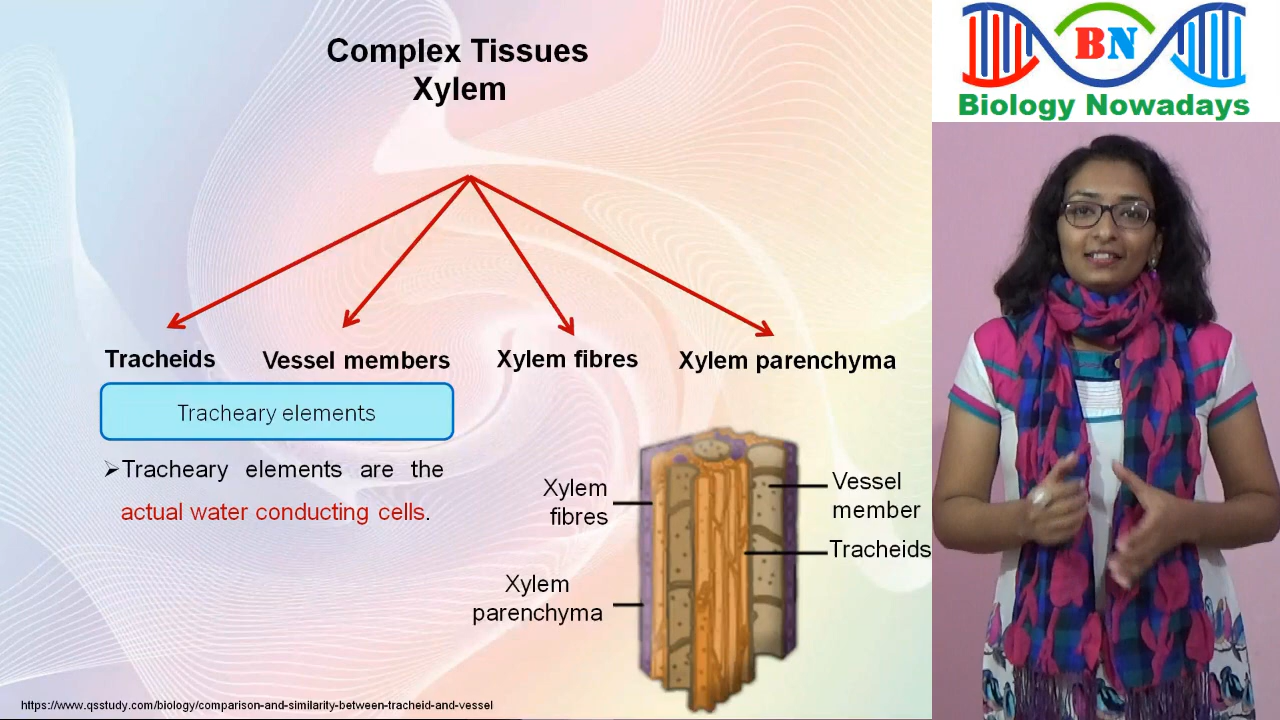 Complex Tissues
Xylem
BN
Biology Nowadays
Tracheids
Vessel members
Xylem fibres
Xylem parenchyma
Tracheary elements
➢Tracheary elements are the
actual water conducting cells.
Xylem
fibres
Xylem
parenchyma
Vessel
member
Tracheids
https://www.qsstudy.com/biology/comparison-and-similarity-between-tracheid-and-vessel